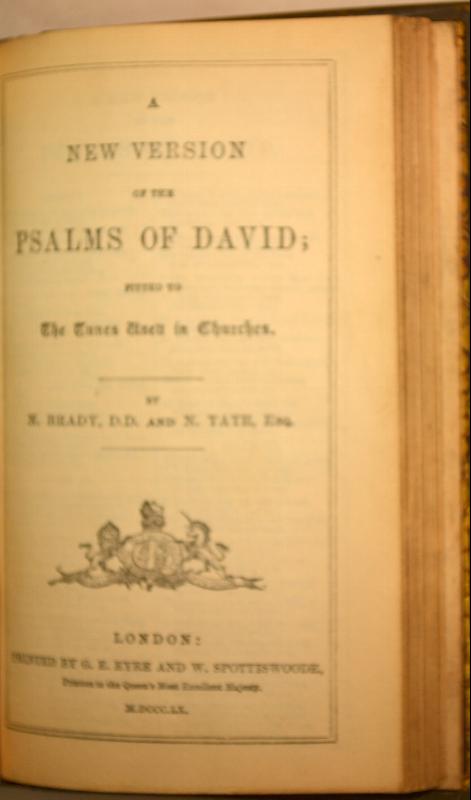 A
NEW VERSION
OF THE
PSALMS OF DAVID;
FITTED TO
The Tunes Used in Churches.
BY
N. BRADY, D.D. AND N. TATE, ESQ.
LONDON:
PRINTED BY G. E. EYRE AND W. SPOTTISWOODE,
Printers to the Queen's Most Excellent Majesty.
M.DCCC.LX.